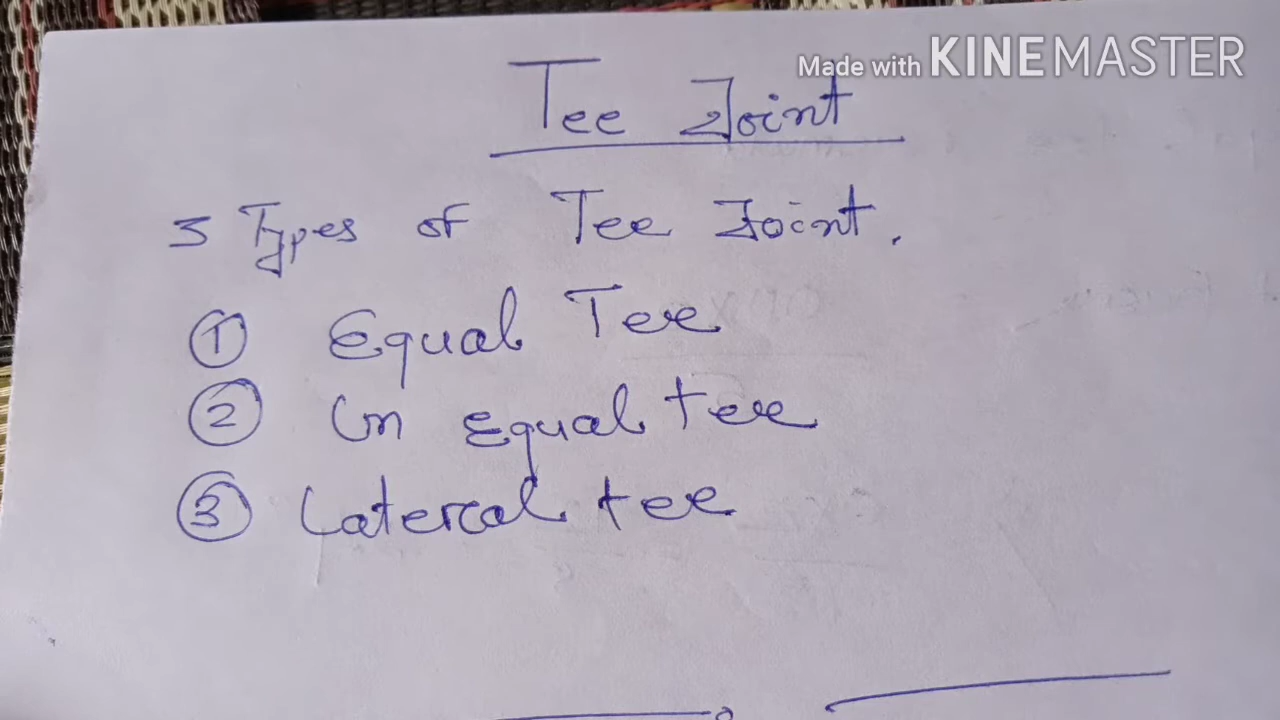 Made with KINEMASTER
Tee Joint
3 Types of Tee Joint.
① Equal Tee
② Un Equal tee
③ Lateral tee